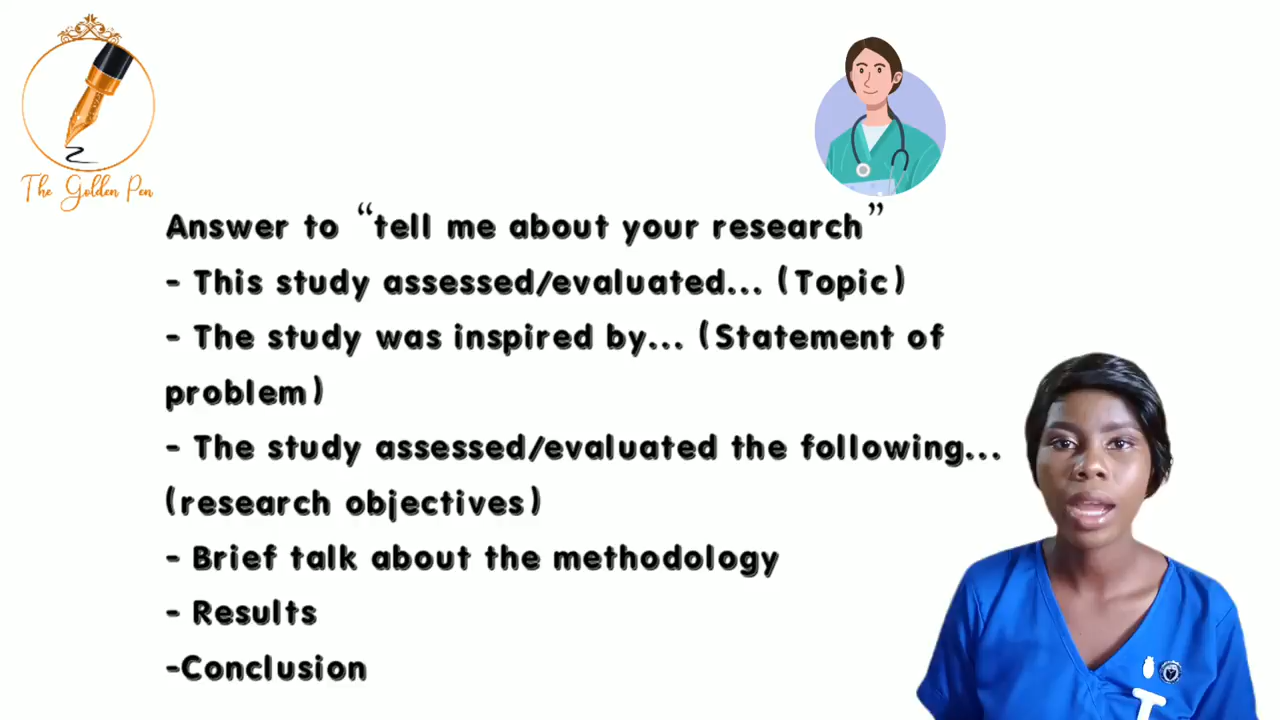 The Golden Pen
Answer to “tell me about your research”
- This study assessed/evaluated... (Topic)
- The study was inspired by... (Statement of
problem)
- The study assessed/evaluated the following...
(research objectives)
- Brief talk about the methodology
- Results
-Conclusion